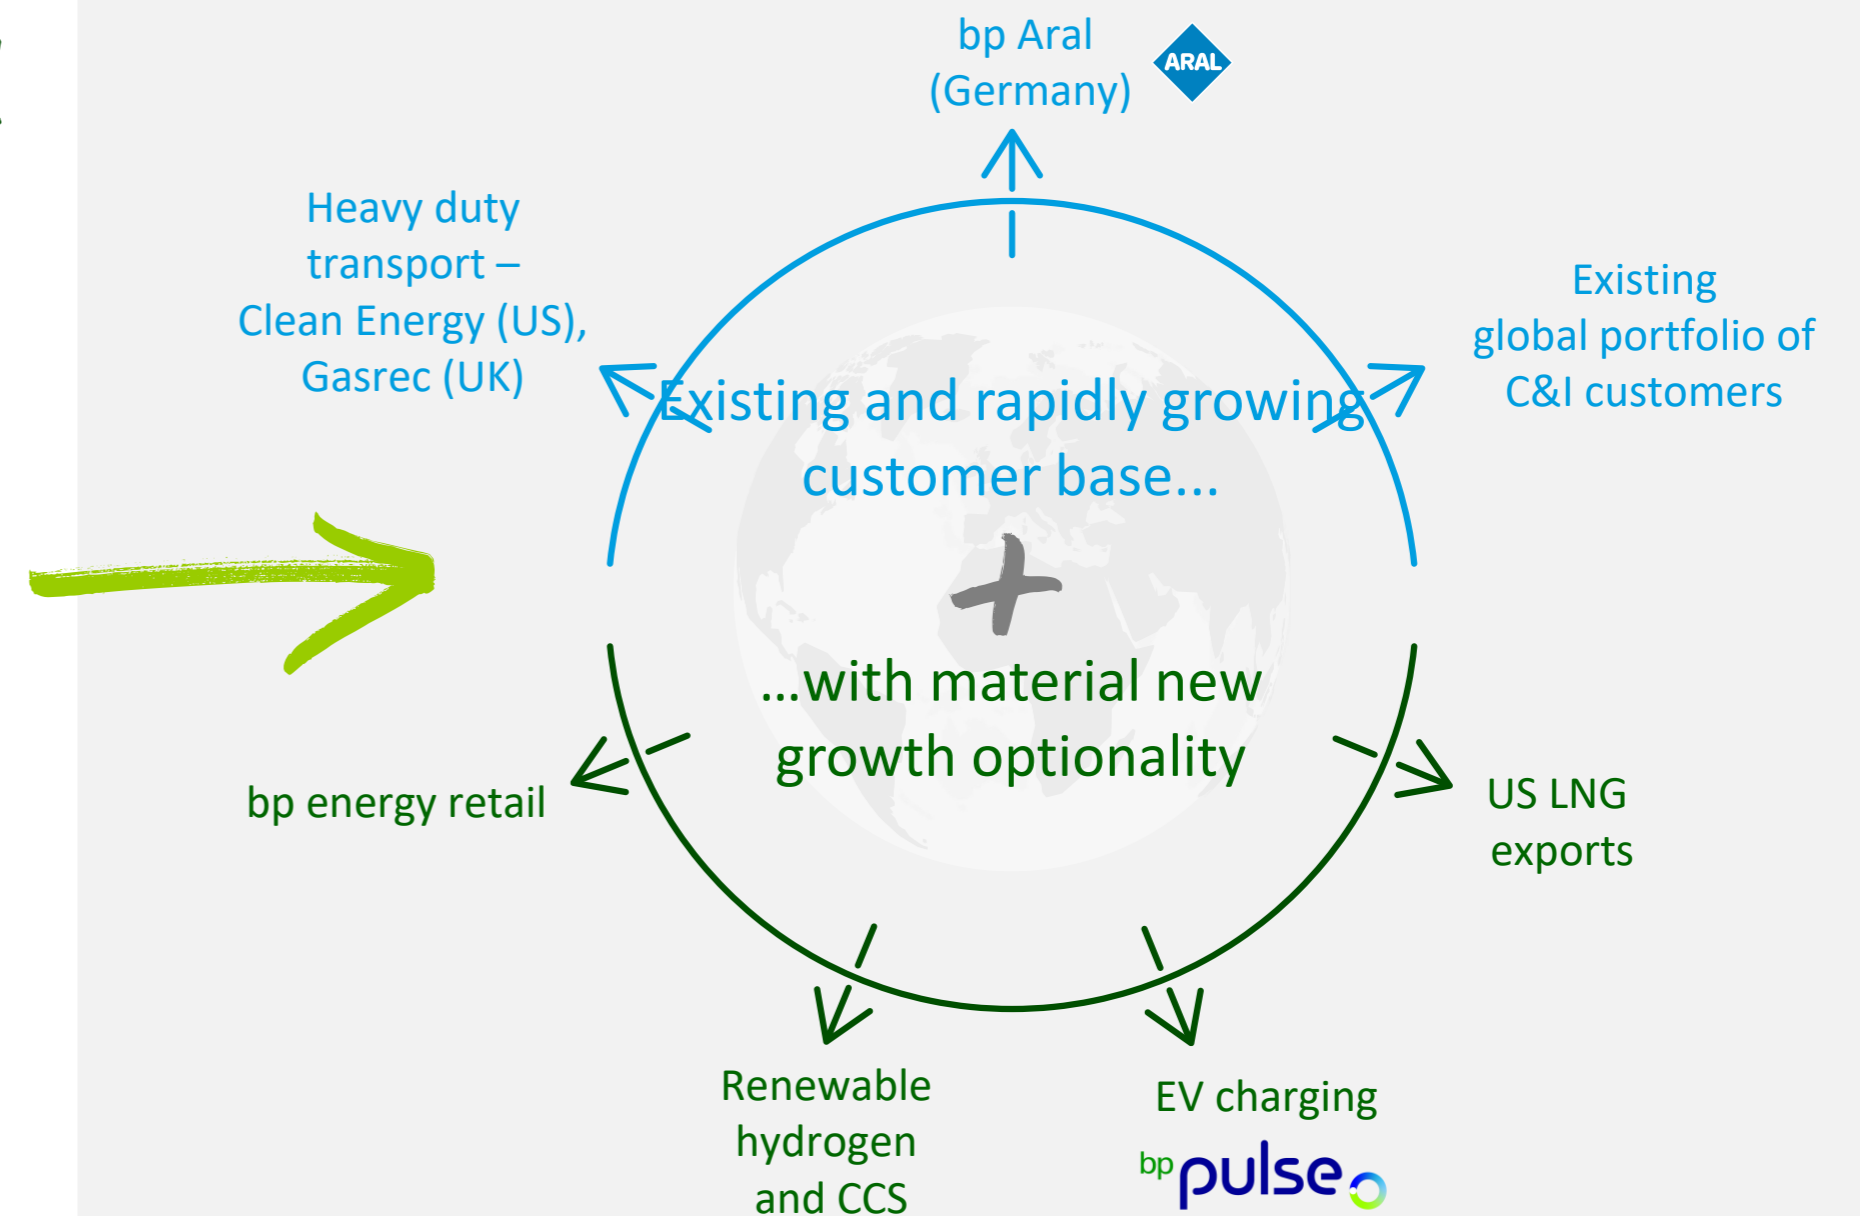 bp Aral
(Germany)
ARAL
Heavy duty
transport –
Clean Energy (US),
Gasrec (UK)
Existing
global portfolio of
C&I customers
Existing and rapidly growing
customer base...
...with material new
growth optionality
bp energy retail
US LNG
exports
Renewable
hydrogen
and CCS
EV charging
bp pulse